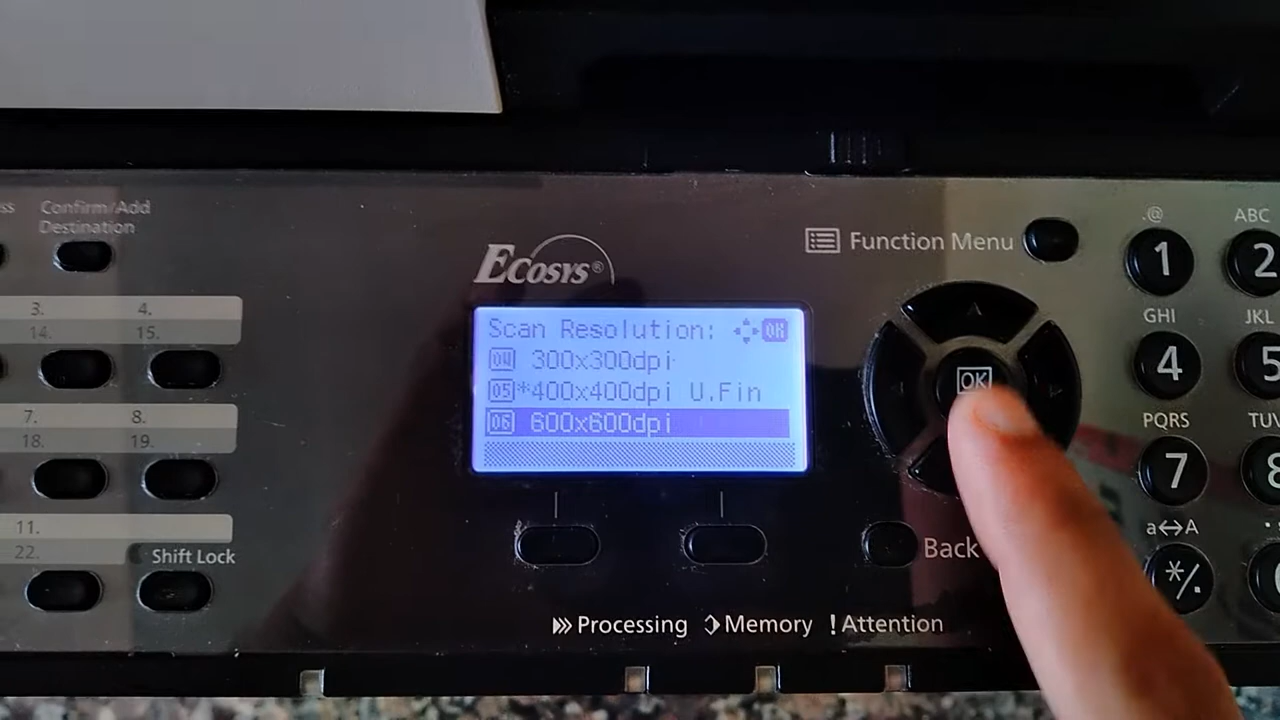 ss
Confirm/Add
Destination
3. 4.
14. 15.
7. 8.
18. 19.
11.
22.
Shift Lock
ECOSYS®
Scan Resolution: OK
04 300x300dpi
05 *400x400dpi U.Fin
06 600x600dpi
Processing Memory !Attention
Function Menu
OK
Back
.@ ABC
1 2
GHI JKL
4 5
PQRS TUV
7 8
a↔A
*/.